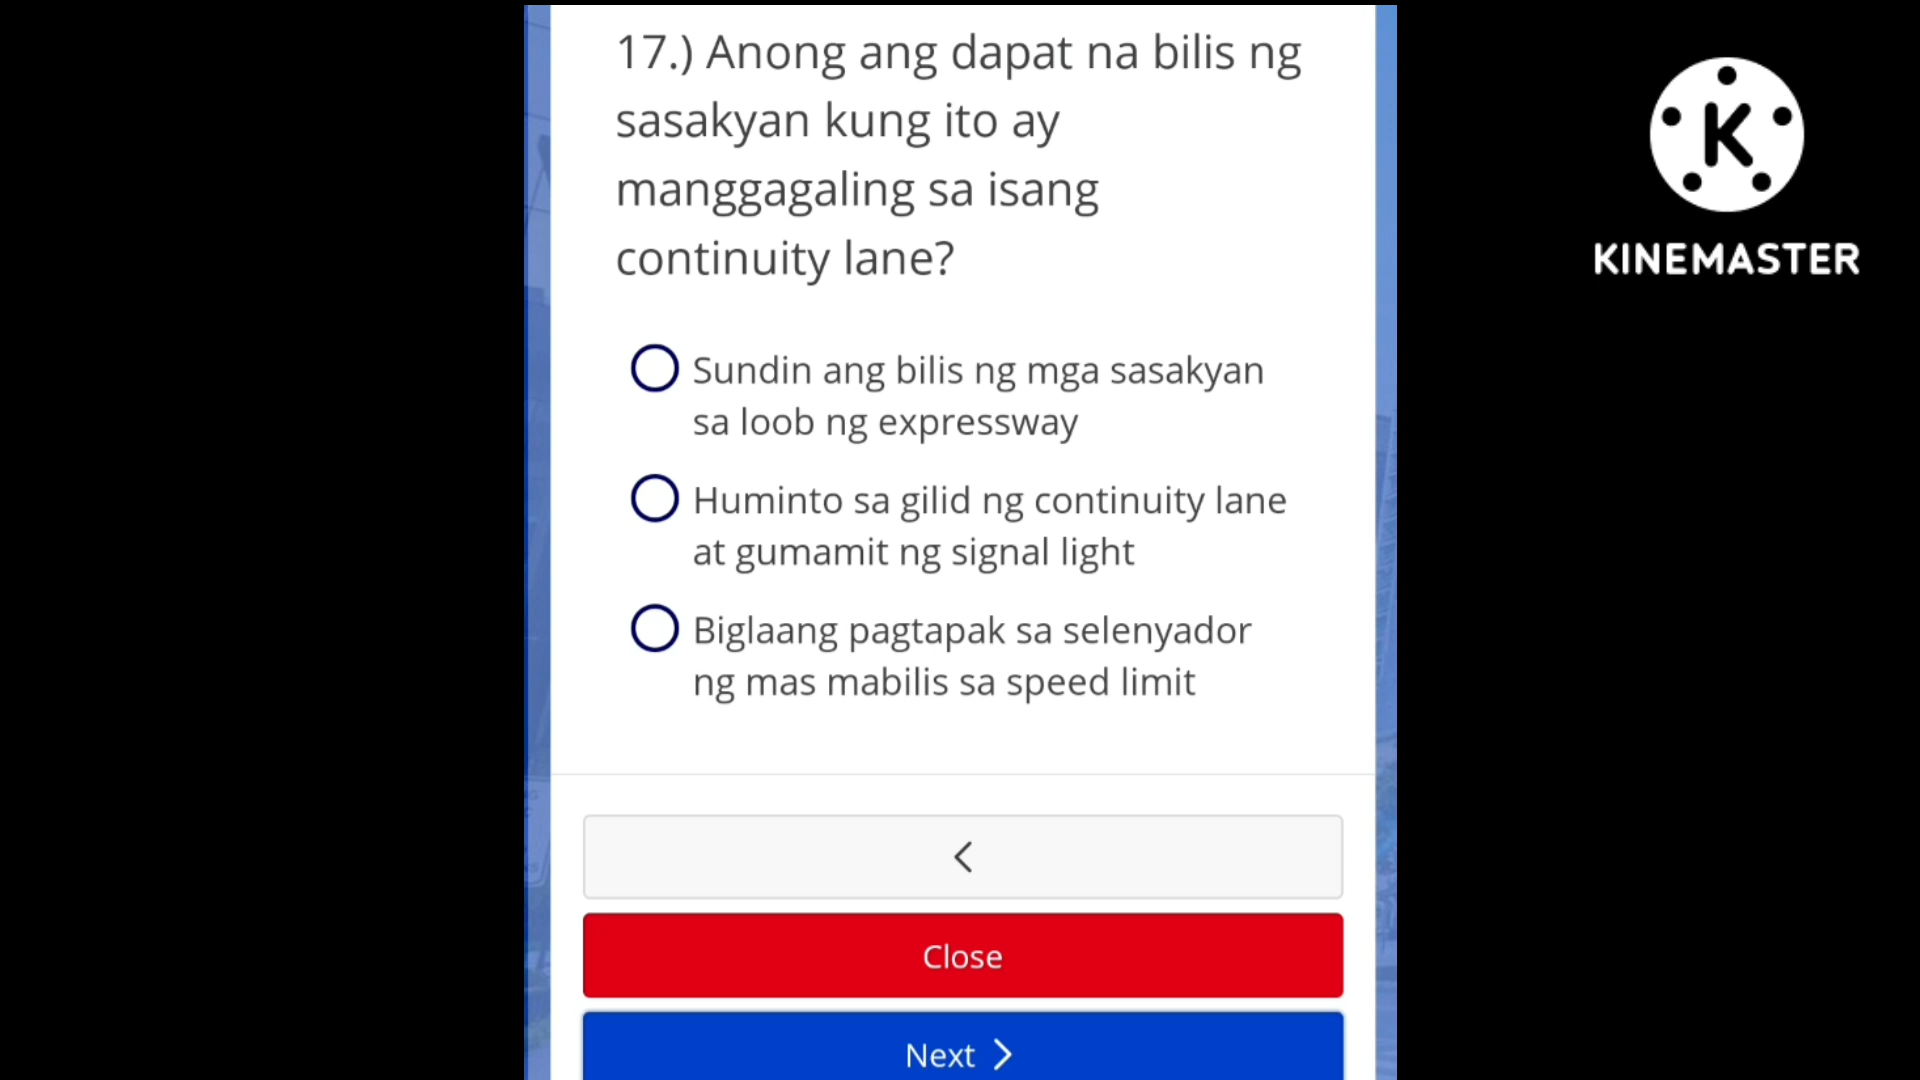 17.) Anong ang dapat na bilis ng
sasakyan kung ito ay
manggagaling sa isang
continuity lane?
Sundin ang bilis ng mga sasakyan
sa loob ng expressway
Huminto sa gilid ng continuity lane
at gumamit ng signal light
Biglaang pagtapak sa selenyador
ng mas mabilis sa speed limit
Close
Next
K
KINEMASTER